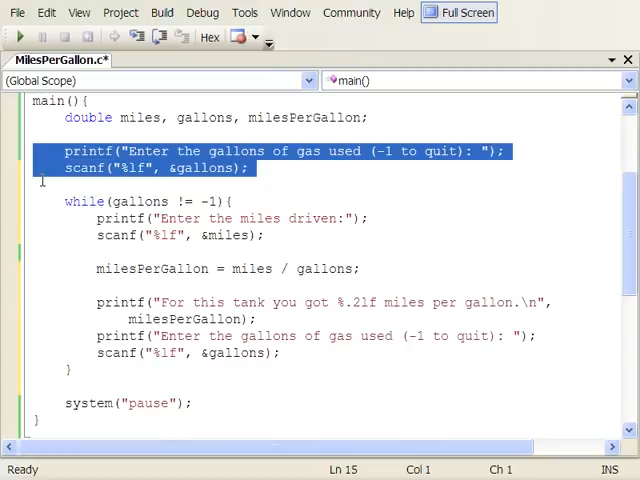 File Edit View Project Build Debug Tools Window Community Help Full Screen
Hex
MilesPerGallon.c*
(Global Scope) main()
main(){
double miles, gallons, milesPerGallon;
printf("Enter the gallons of gas used (-1 to quit): ");
scanf("%lf", &gallons);
while(gallons != -1){
printf("Enter the miles driven:");
scanf("%lf", &miles);
milesPerGallon = miles / gallons;
printf("For this tank you got %.2lf miles per gallon.\n",
milesPerGallon);
printf("Enter the gallons of gas used (-1 to quit): ");
scanf("%lf", &gallons);
}
system("pause");
}
Ready Ln 15 Col 1 Ch 1 INS